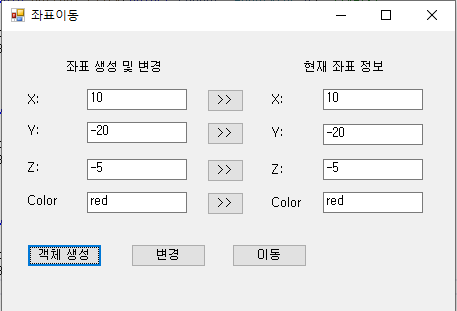 좌표이동
좌표 생성 및 변경 현재 좌표 정보
X: 10 >> X: 10
Y: -20 >> Y: -20
Z: -5 >> Z: -5
Color red >> Color red
객체 생성 변경 이동